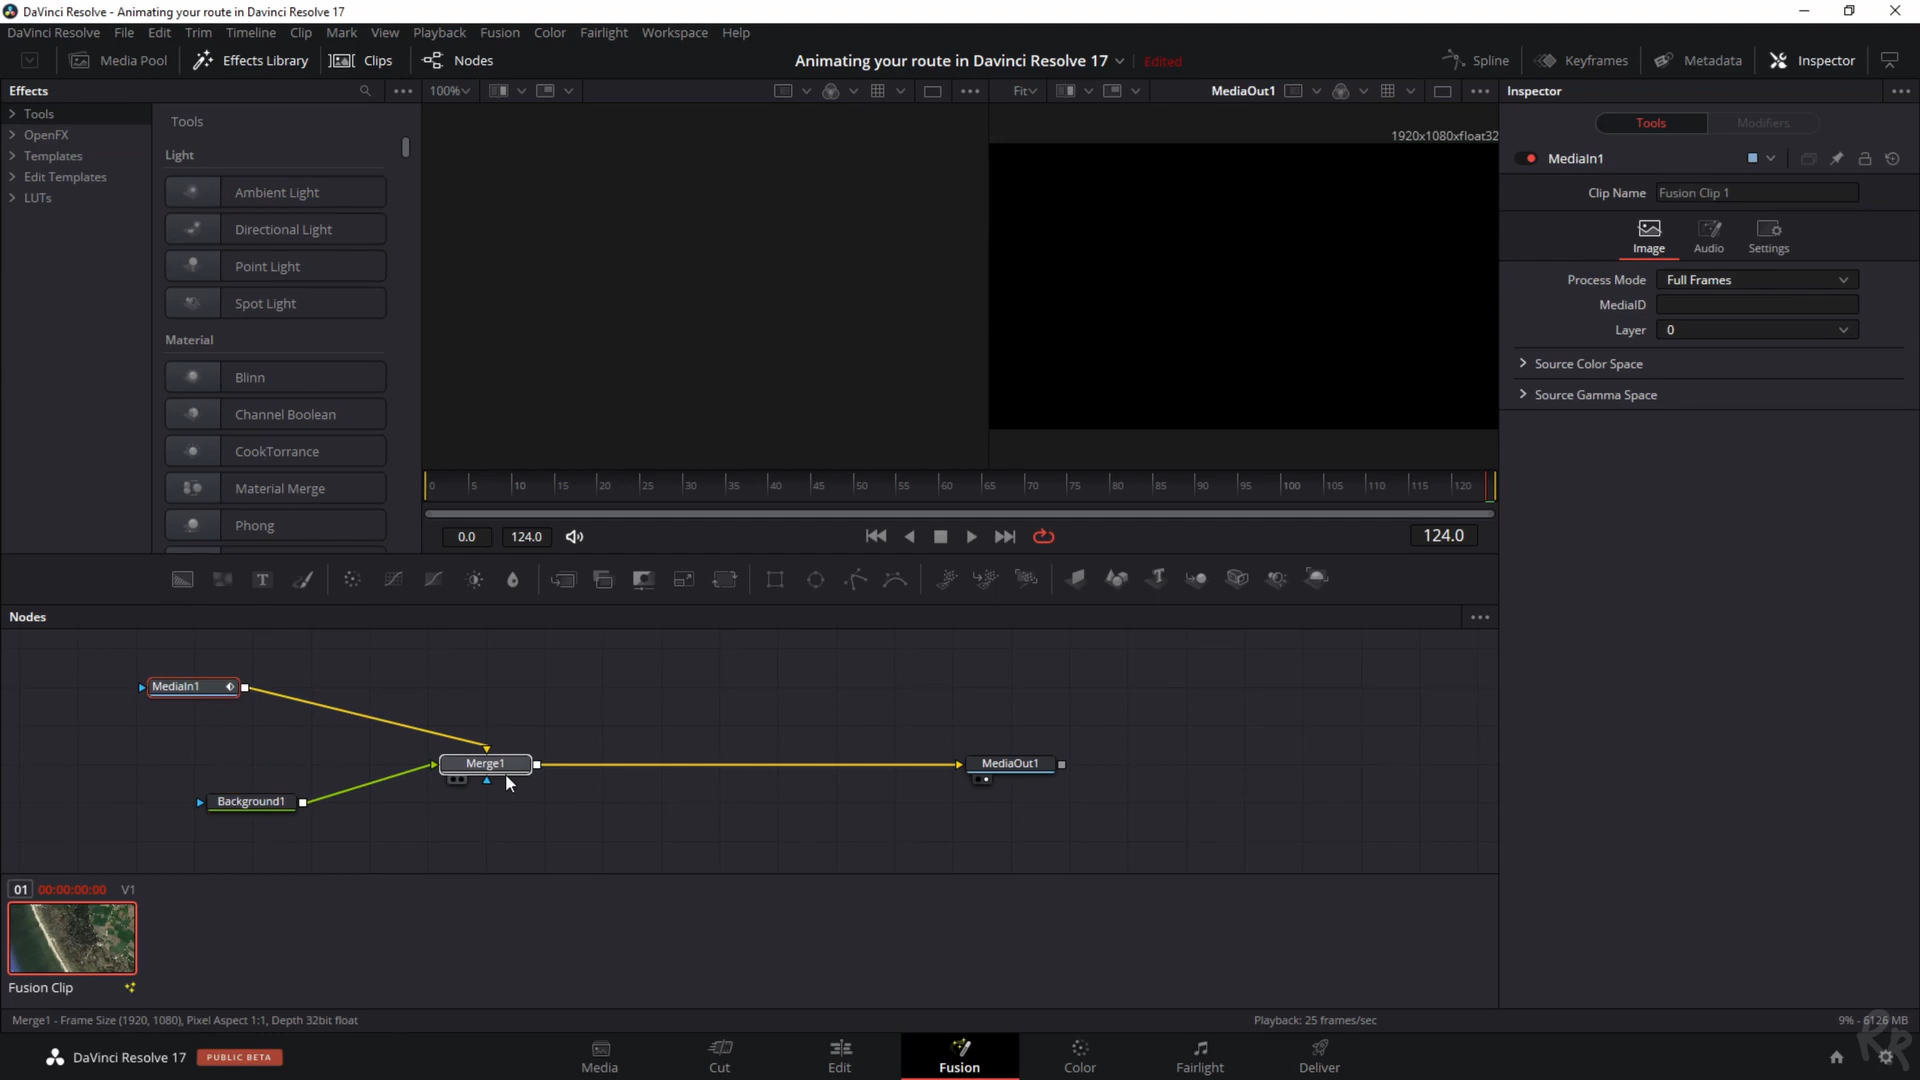 DaVinci Resolve - Animating your route in Davinci Resolve 17
DaVinci Resolve File Edit Trim Timeline Clip Mark View Playback Fusion Color Fairlight Workspace Help
Media Pool Effects Library Clips Nodes Animating your route in Davinci Resolve 17 Edited Spline Keyframes Metadata Inspector
Effects 100% Fit MediaOut1 Inspector
Tools
OpenFX
Templates
Edit Templates
LUTs
Tools
Light
Ambient Light
Directional Light
Point Light
Spot Light
Material
Blinn
Channel Boolean
CookTorrance
Material Merge
Phong
1920x1080xfloat32
0 5 10 15 20 25 30 35 40 45 50 55 60 65 70 75 80 85 90 95 100 105 110 115 120
0.0 124.0 124.0
Tools Modifiers
MediaIn1
Clip Name Fusion Clip 1
Image Audio Settings
Process Mode Full Frames
MediaID
Layer 0
Source Color Space
Source Gamma Space
T
T
Nodes
MediaIn1
Merge1
MediaOut1
Background1
01 00:00:00:00 V1
Fusion Clip
Merge1 - Frame Size (1920, 1080), Pixel Aspect 1:1, Depth 32bit float Playback: 25 frames/sec 9% - 6126 MB
DaVinci Resolve 17 PUBLIC BETA Media Cut Edit Fusion Color Fairlight Deliver
RR